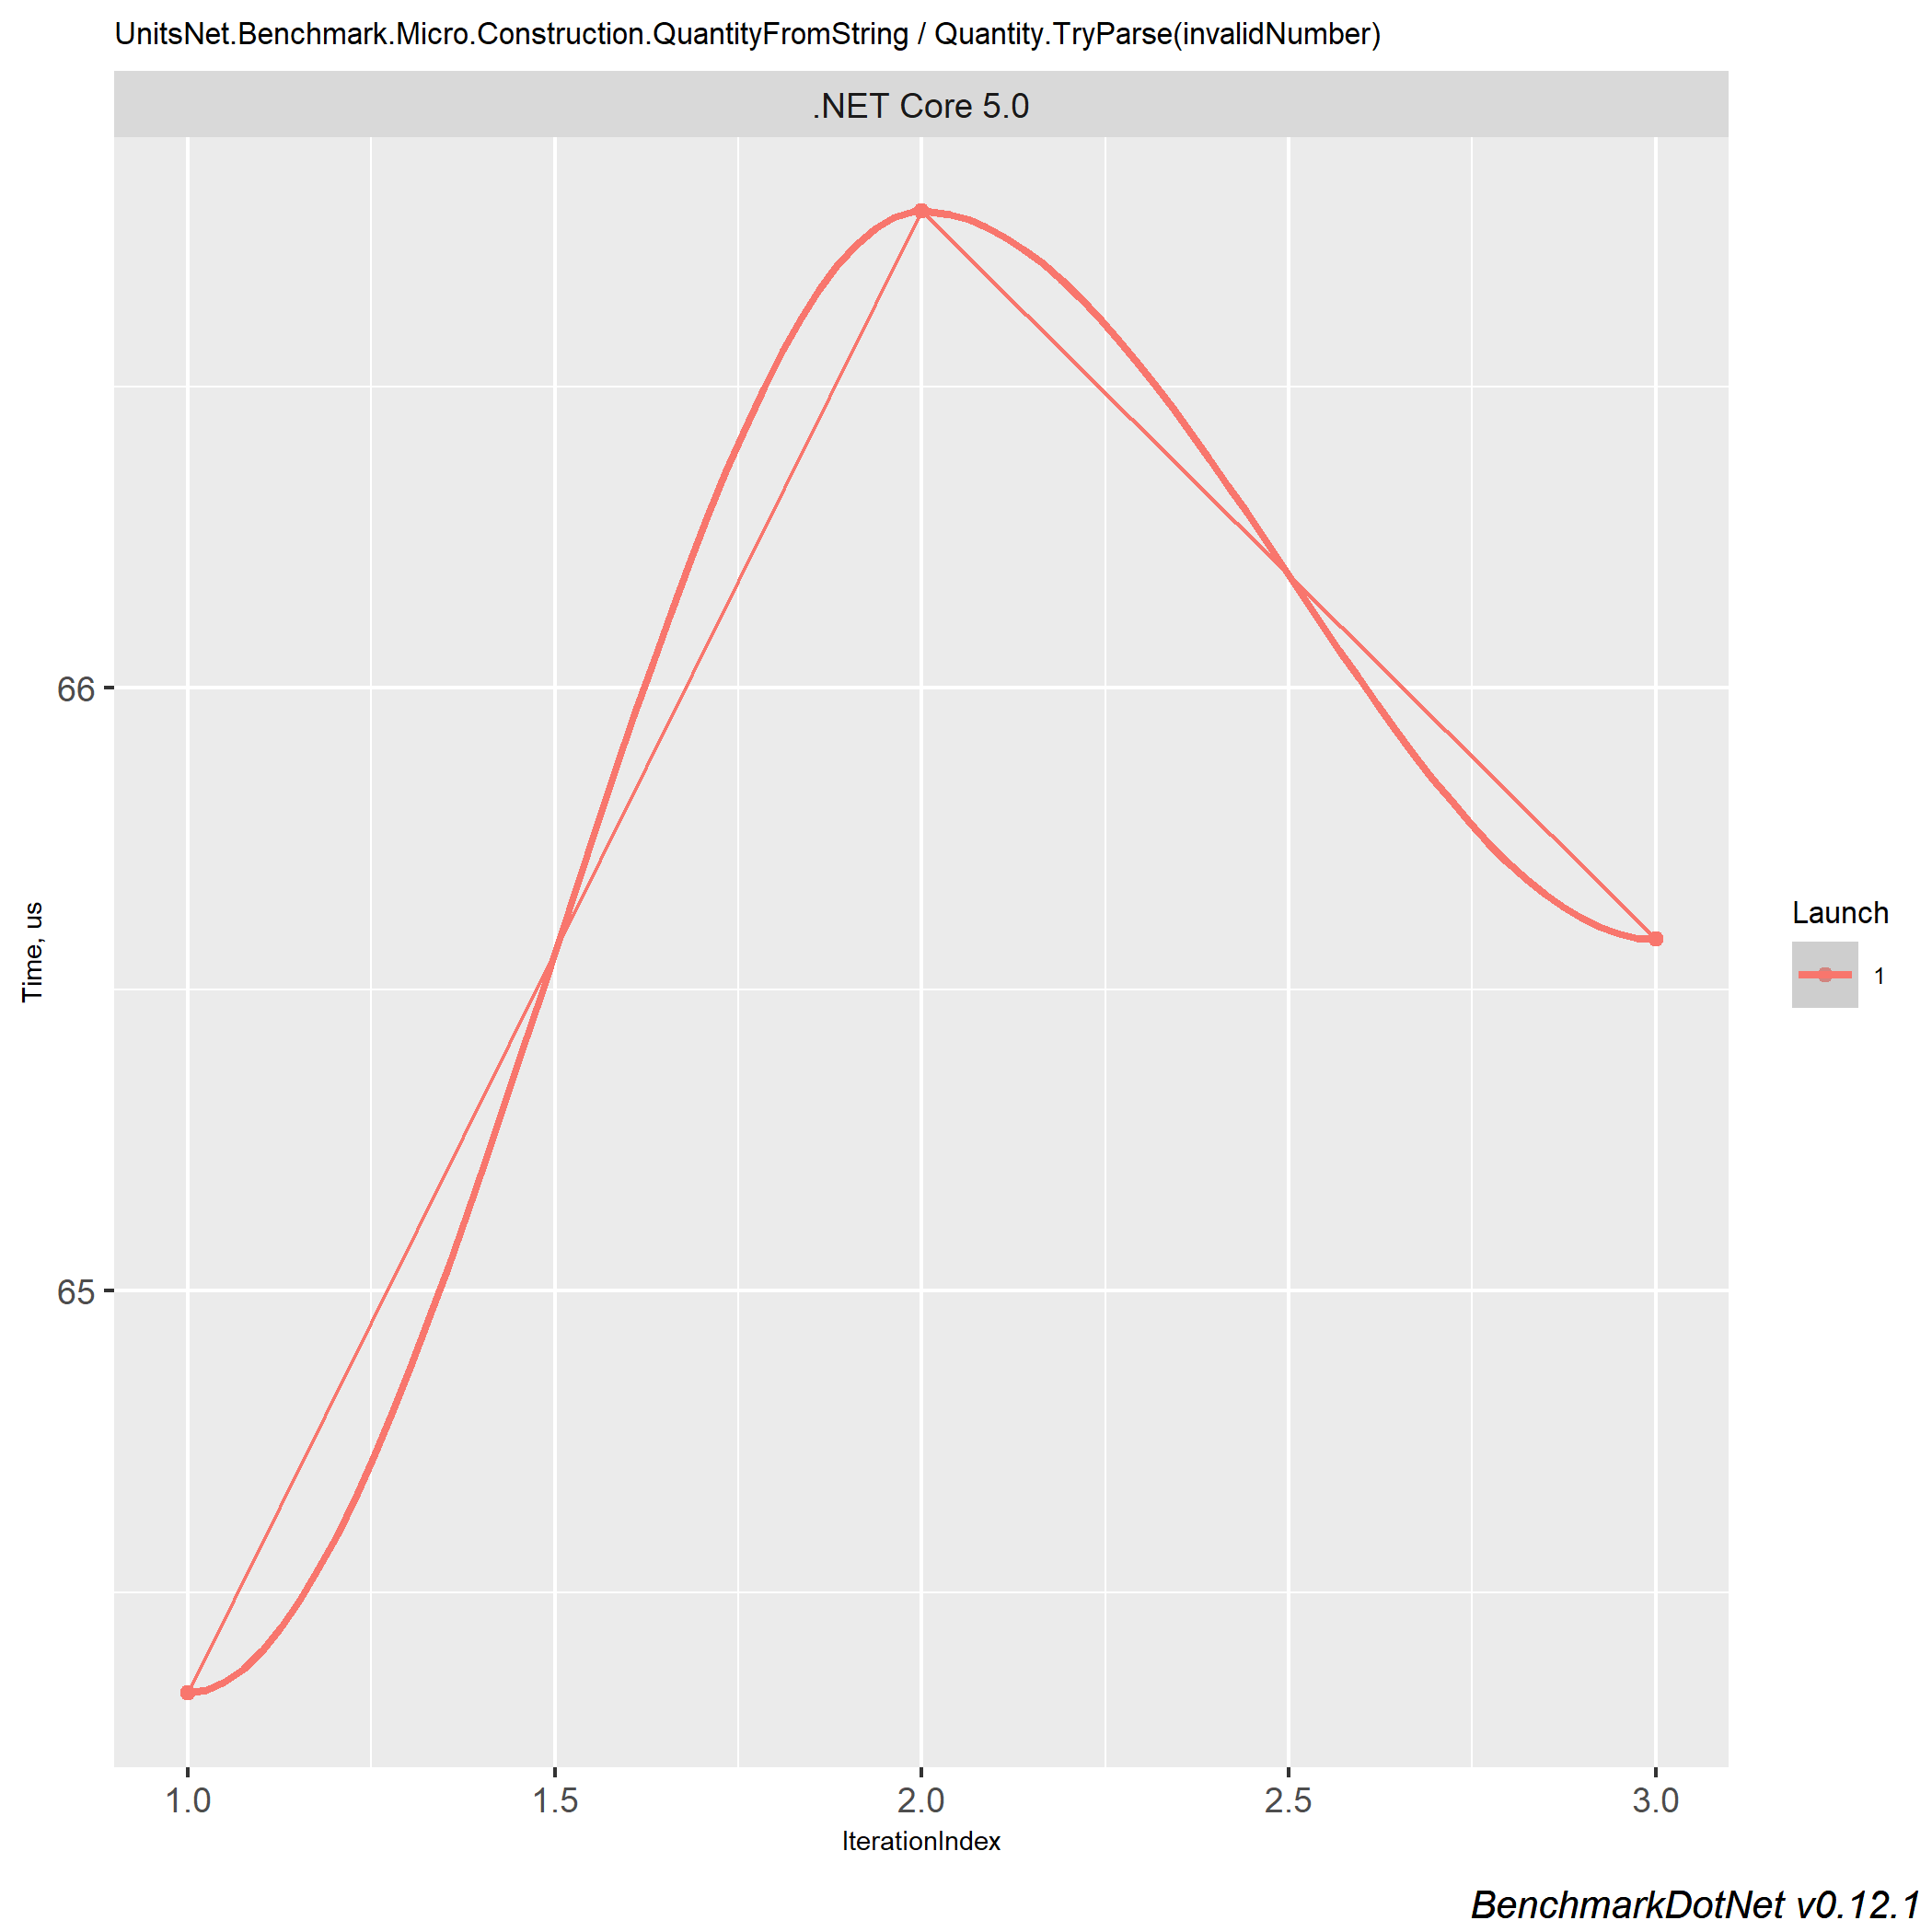 UnitsNet.Benchmark.Micro.Construction.QuantityFromString / Quantity.TryParse(invalidNumber)
.NET Core 5.0
66
65
Time, us
Launch
1
1.0 1.5 2.0 2.5 3.0
IterationIndex
BenchmarkDotNet v0.12.1